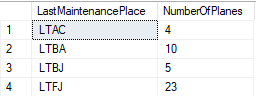 LastMaintenancePlace NumberOfPlanes
1 LTAC 4
2 LTBA 10
3 LTBJ 5
4 LTFJ 23